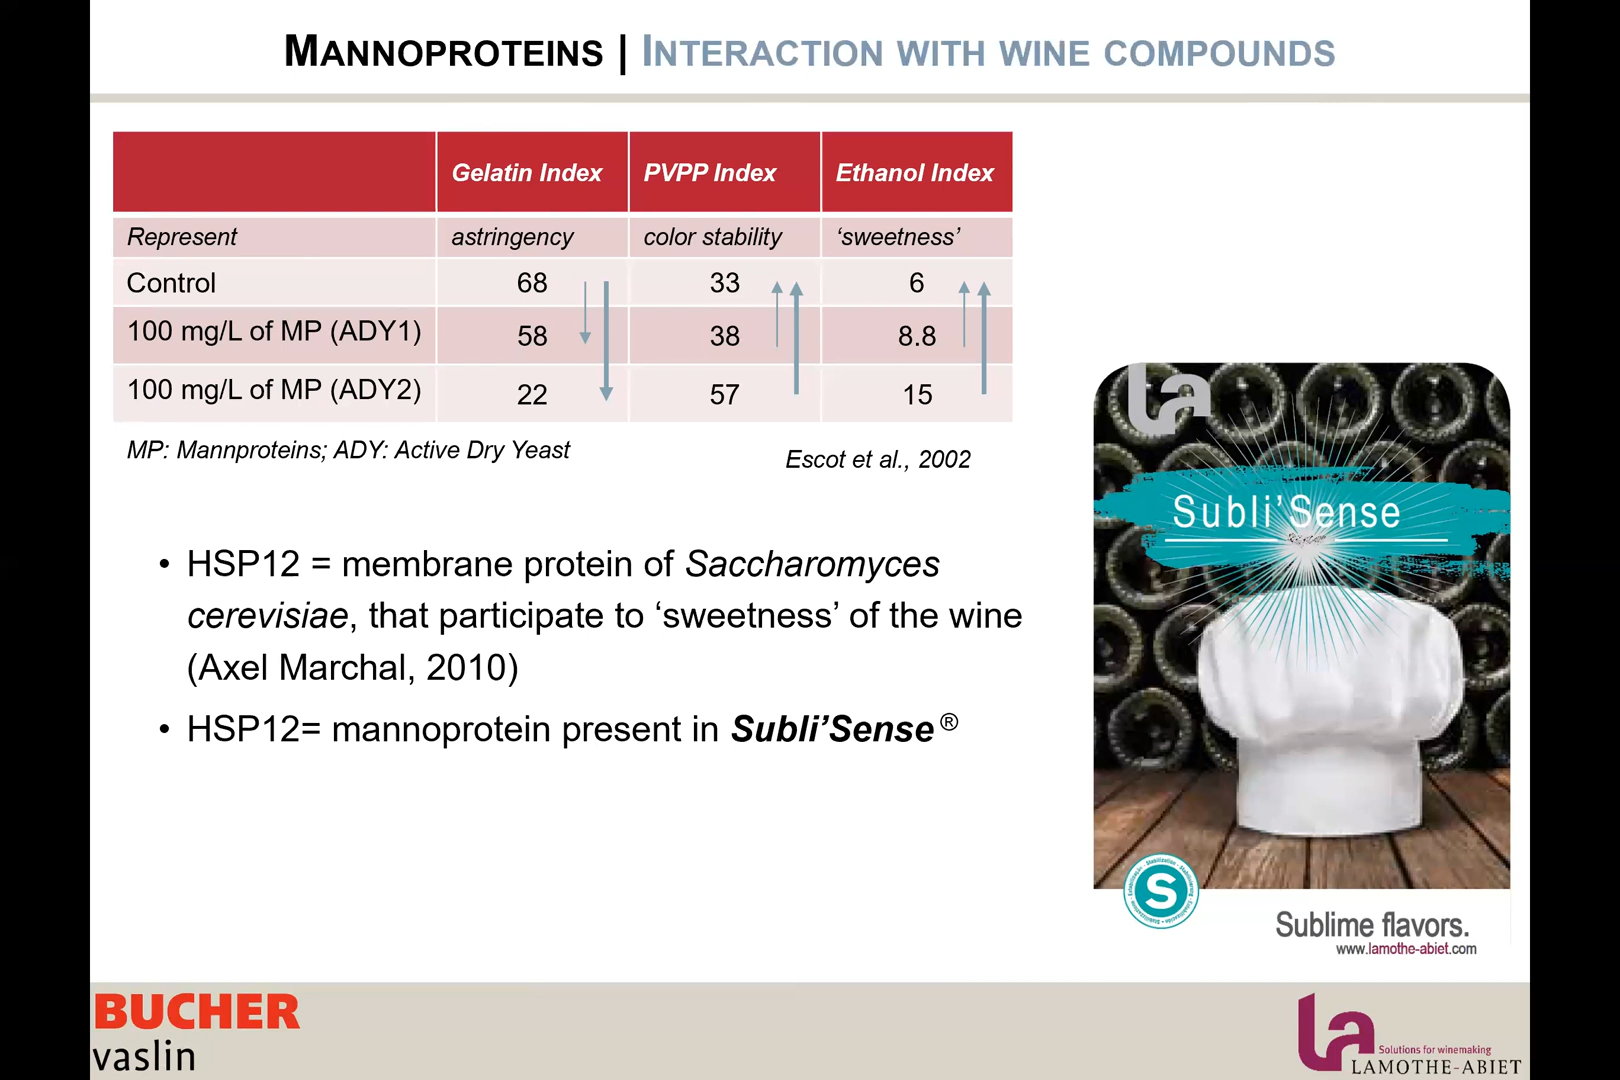 MANNOPROTEINS | INTERACTION WITH WINE COMPOUNDS
Gelatin Index PVPP Index Ethanol Index
Represent astringency color stability ‘sweetness’
Control 68 33 6
100 mg/L of MP (ADY1) 58 38 8.8
100 mg/L of MP (ADY2) 22 57 15
MP: Mannproteins; ADY: Active Dry Yeast
Escot et al., 2002
• HSP12 = membrane protein of Saccharomyces
cerevisiae, that participate to ‘sweetness’ of the wine
(Axel Marchal, 2010)
• HSP12= mannoprotein present in Subli’Sense ®
la
Subli’Sense
S
Sublime flavors.
www.lamothe-abiet.com
BUCHER
vaslin
la
Solutions for winemaking
LAMOTHE-ABIET